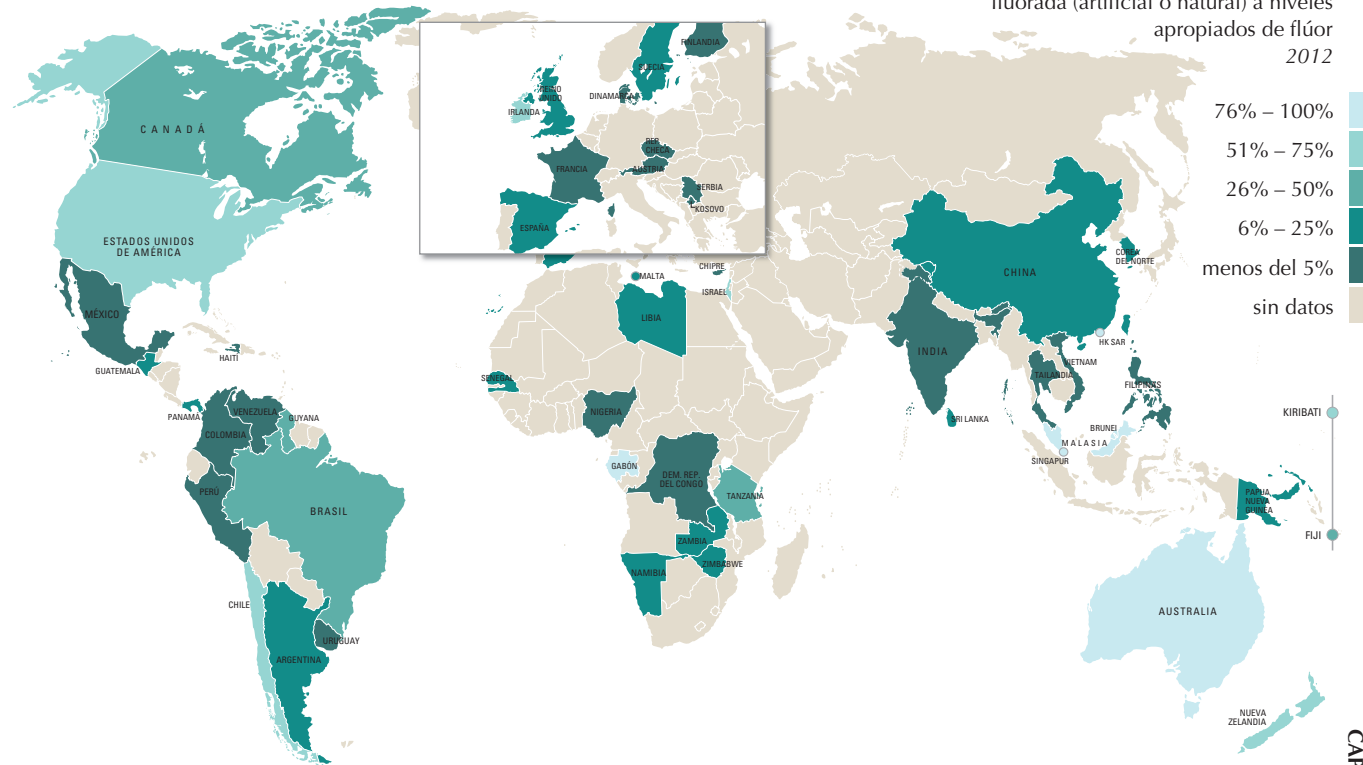 fluorada (artificial o natural) a niveles
apropiados de flúor
2012
76% – 100%
51% – 75%
26% – 50%
6% – 25%
menos del 5%
sin datos
CANADÁ
ESTADOS UNIDOS
DE AMÉRICA
MÉXICO
GUATEMALA
HAITÍ
PANAMA
VENEZUELA
GUYANA
COLOMBIA
PERÚ
BRASIL
CHILE
URUGUAY
ARGENTINA
FINLANDIA
SUECIA
REINO
UNIDO
DINAMARCA
IRLANDA
REP.
CHECA
FRANCIA
AUSTRIA
SERBIA
KOSOVO
ESPAÑA
MALTA
CHIPRE
ISRAEL
LIBIA
SENEGAL
NIGERIA
GABÓN
DEM. REP.
DEL CONGO
TANZANIA
ZAMBIA
ZIMBABWE
NAMIBIA
CHINA
COREA
DEL NORTE
HK SAR
INDIA
VIETNAM
TAILANDIA
FILIPINAS
SRI LANKA
BRUNEI
MALASIA
SINGAPUR
KIRIBATI
PAPUA
NUEVA
GUINEA
FIJI
AUSTRALIA
NUEVA
ZELANDIA